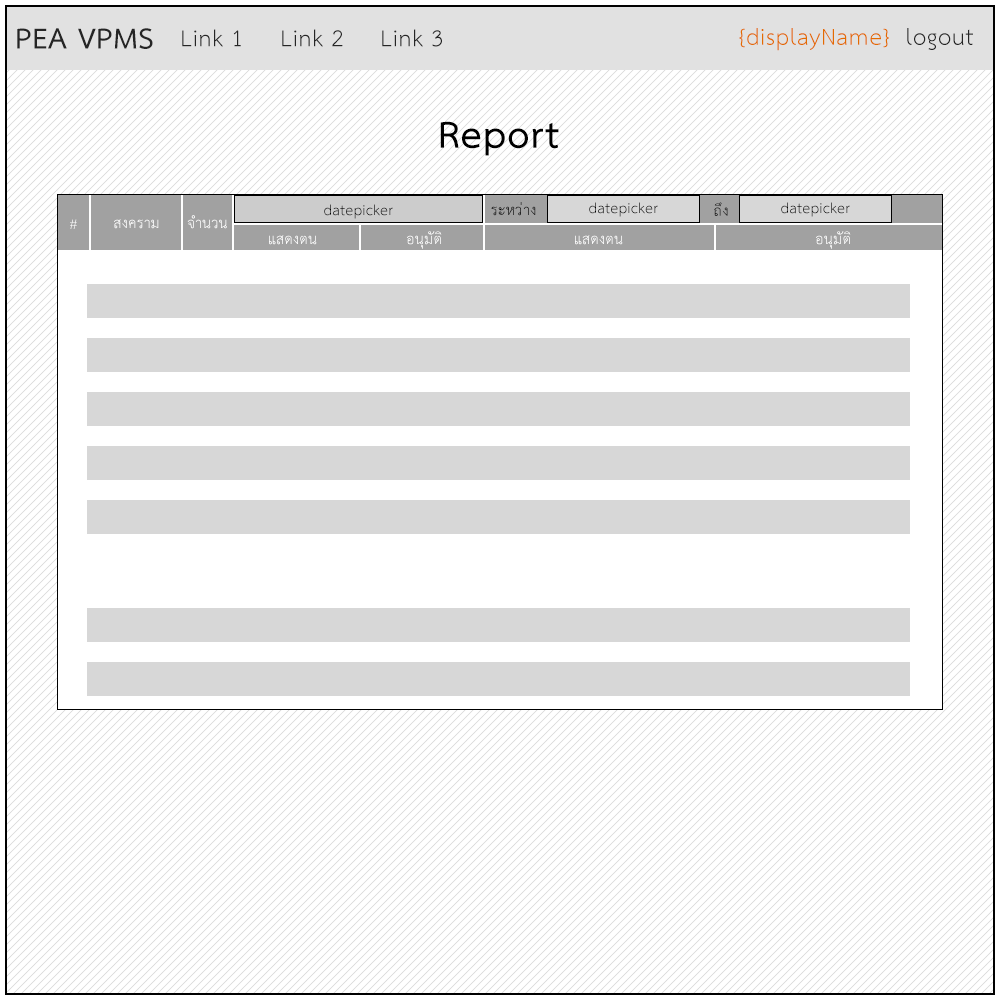 PEA VPMS Link 1 Link 2 Link 3 {displayName} logout
Report
# สงคราม จำนวน datepicker ระหว่าง datepicker ถึง datepicker
แสดงตน อนุมัติ แสดงตน อนุมัติ